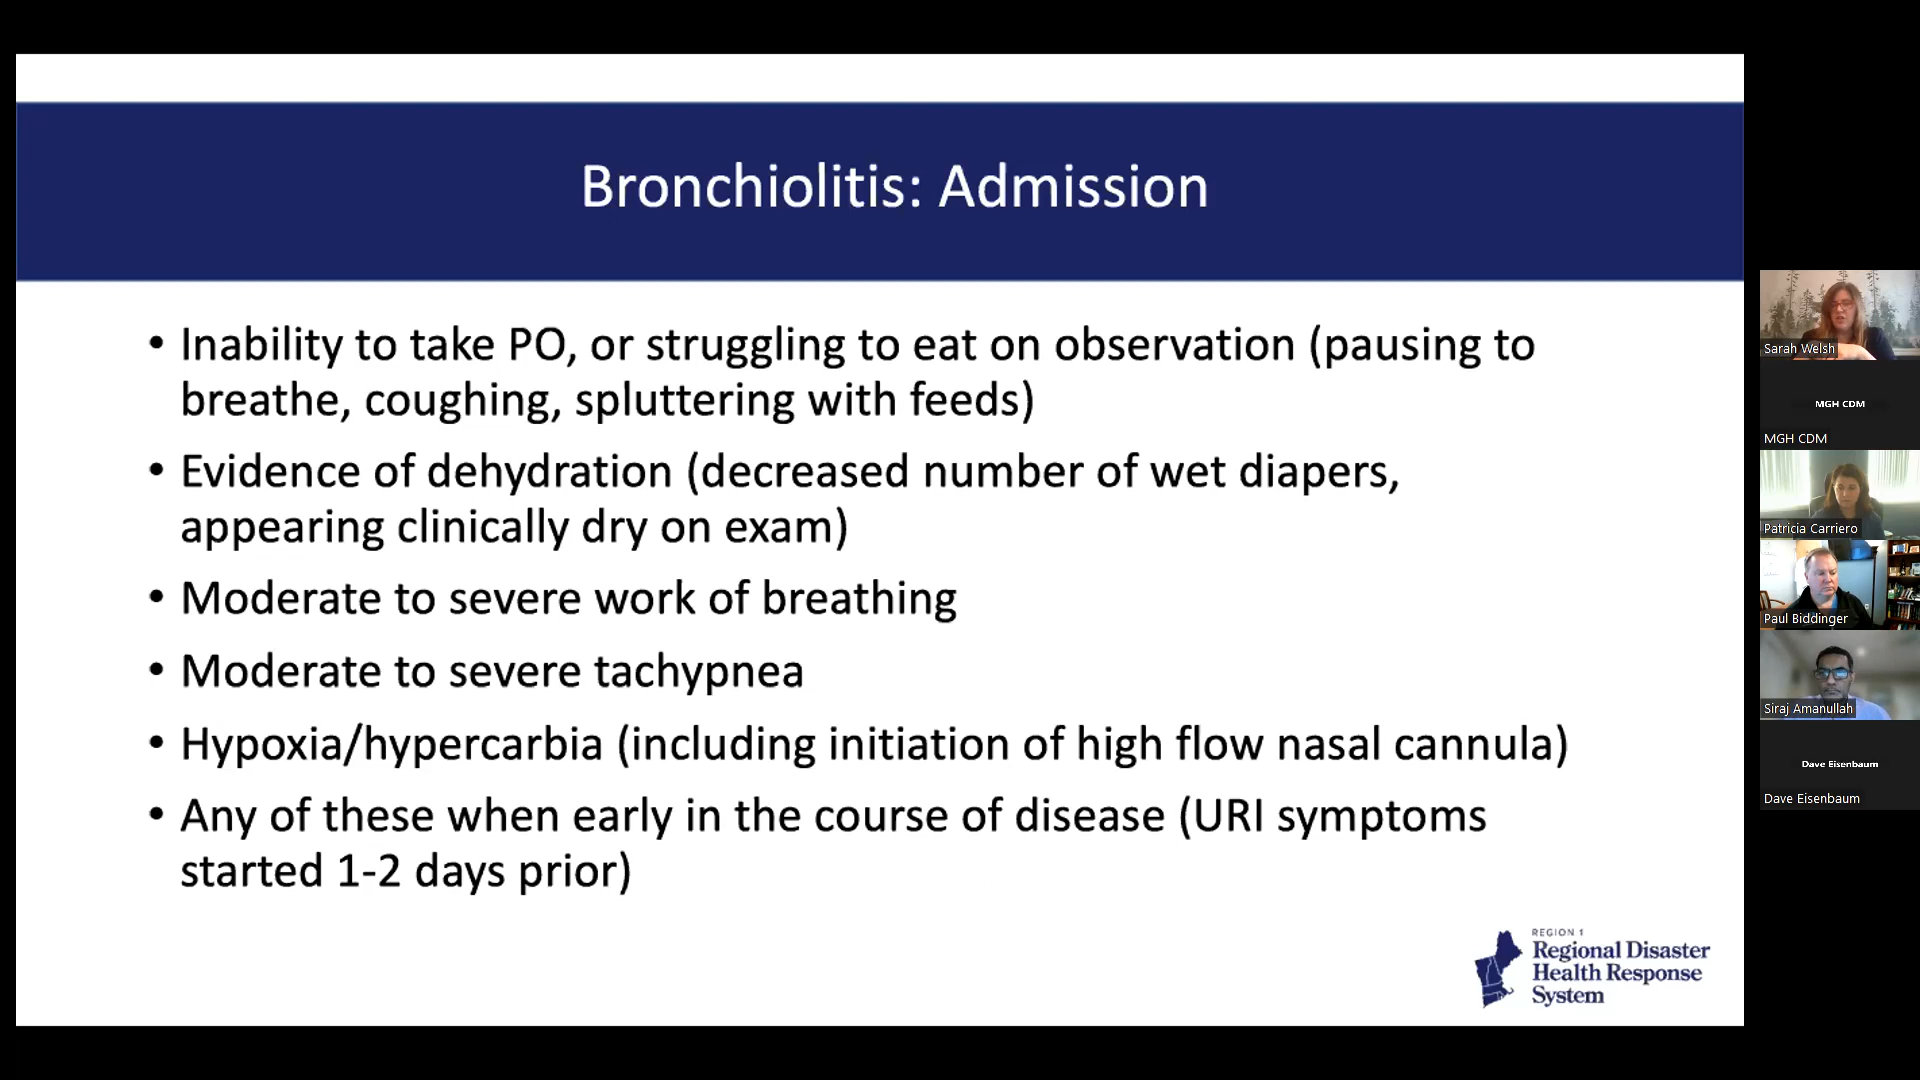 Bronchiolitis: Admission
• Inability to take PO, or struggling to eat on observation (pausing to
breathe, coughing, spluttering with feeds)
• Evidence of dehydration (decreased number of wet diapers,
appearing clinically dry on exam)
• Moderate to severe work of breathing
• Moderate to severe tachypnea
• Hypoxia/hypercarbia (including initiation of high flow nasal cannula)
• Any of these when early in the course of disease (URI symptoms
started 1-2 days prior)
REGION 1
Regional Disaster
Health Response
System
Sarah Welsh
MGH CDM
MGH CDM
Patricia Carriero
Paul Biddinger
Siraj Amanullah
Dave Eisenbaum
Dave Eisenbaum